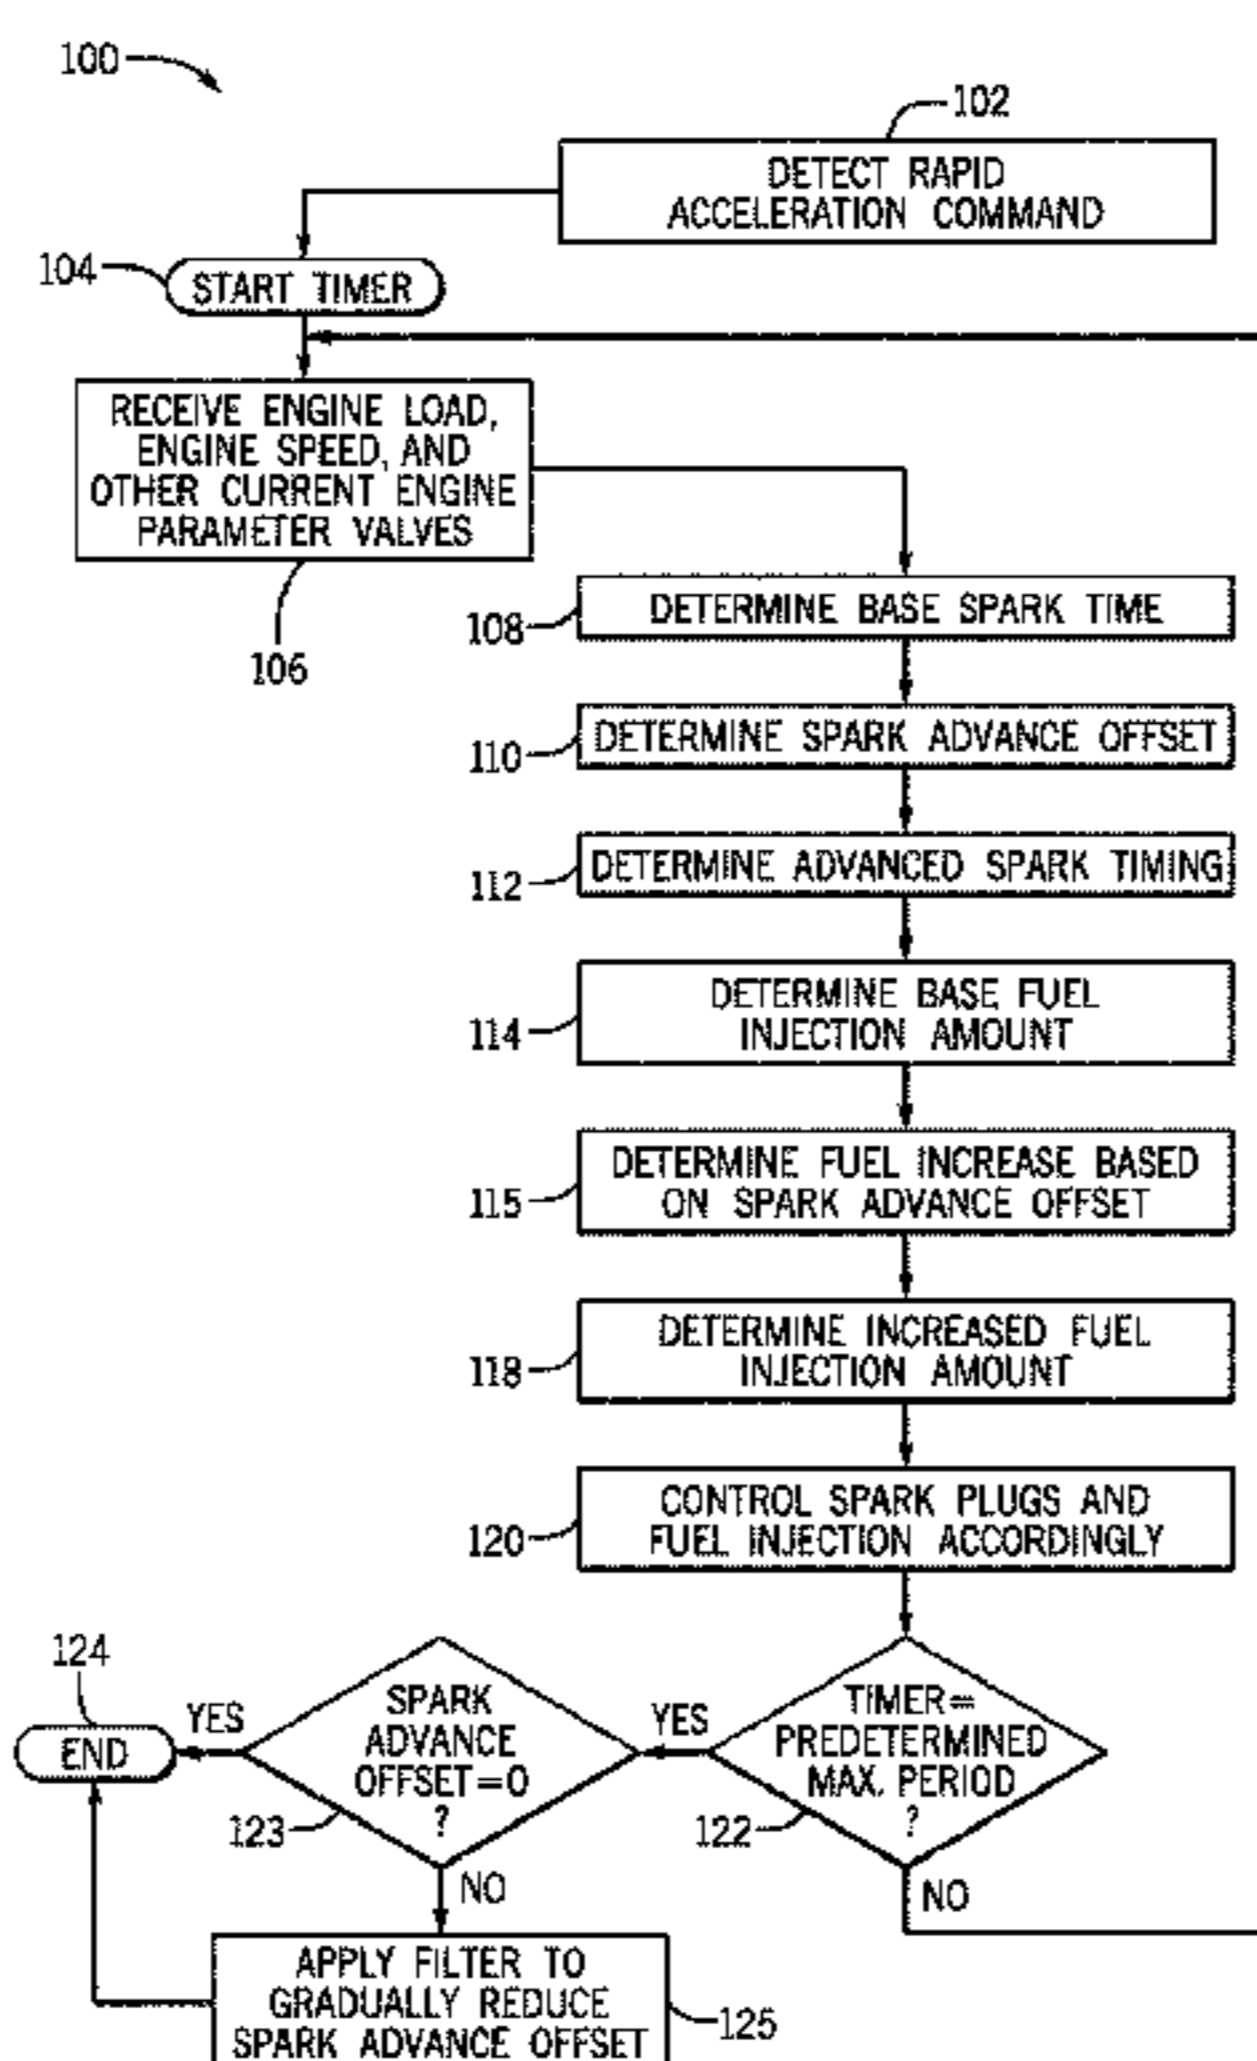 100
102
DETECT RAPID
ACCELERATION COMMAND
104
START TIMER
RECEIVE ENGINE LOAD,
ENGINE SPEED, AND
OTHER CURRENT ENGINE
PARAMETER VALVES
106
108
DETERMINE BASE SPARK TIME
110
DETERMINE SPARK ADVANCE OFFSET
112
DETERMINE ADVANCED SPARK TIMING
114
DETERMINE BASE FUEL
INJECTION AMOUNT
115
DETERMINE FUEL INCREASE BASED
ON SPARK ADVANCE OFFSET
118
DETERMINE INCREASED FUEL
INJECTION AMOUNT
120
CONTROL SPARK PLUGS AND
FUEL INJECTION ACCORDINGLY
122
TIMER=
PREDETERMINED
MAX. PERIOD
?
YES
NO
123
SPARK
ADVANCE
OFFSET=0
?
YES
NO
124
END
APPLY FILTER TO
GRADUALLY REDUCE
SPARK ADVANCE OFFSET
125